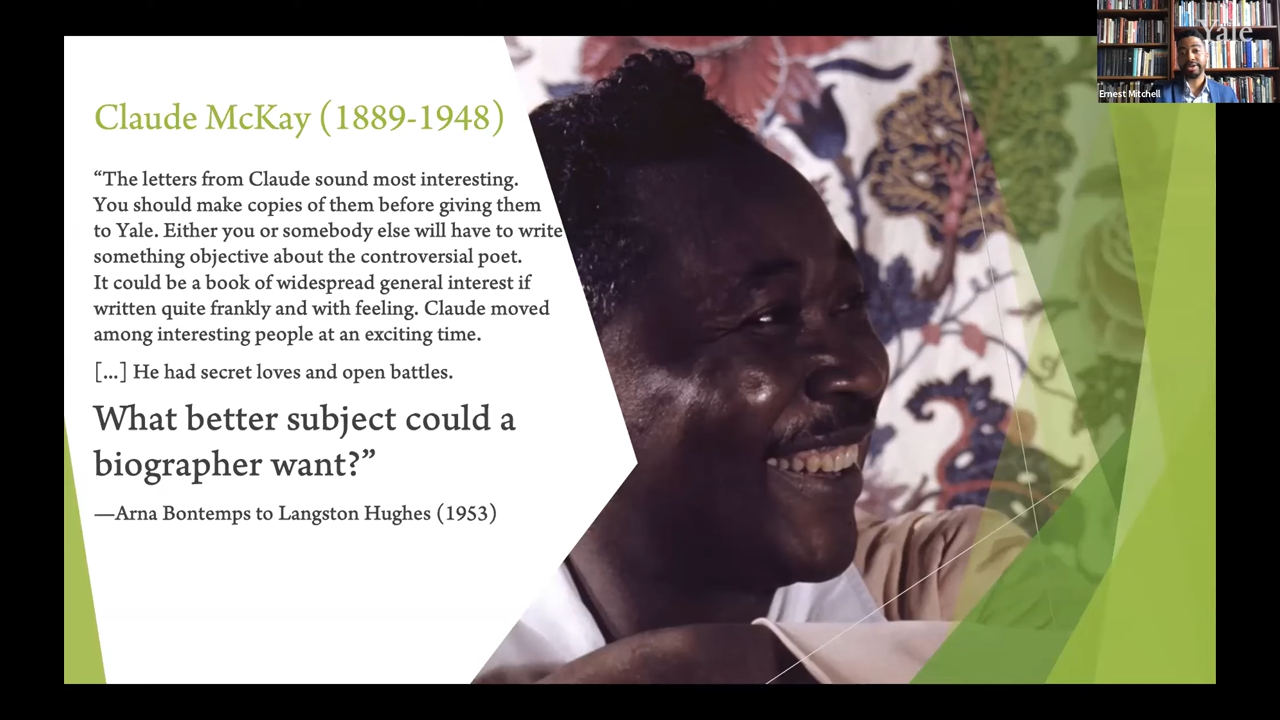 Yale
Ernest Mitchell
Claude McKay (1889-1948)
“The letters from Claude sound most interesting.
You should make copies of them before giving them
to Yale. Either you or somebody else will have to write
something objective about the controversial poet.
It could be a book of widespread general interest if
written quite frankly and with feeling. Claude moved
among interesting people at an exciting time.
[...] He had secret loves and open battles.
What better subject could a
biographer want?”
—Arna Bontemps to Langston Hughes (1953)